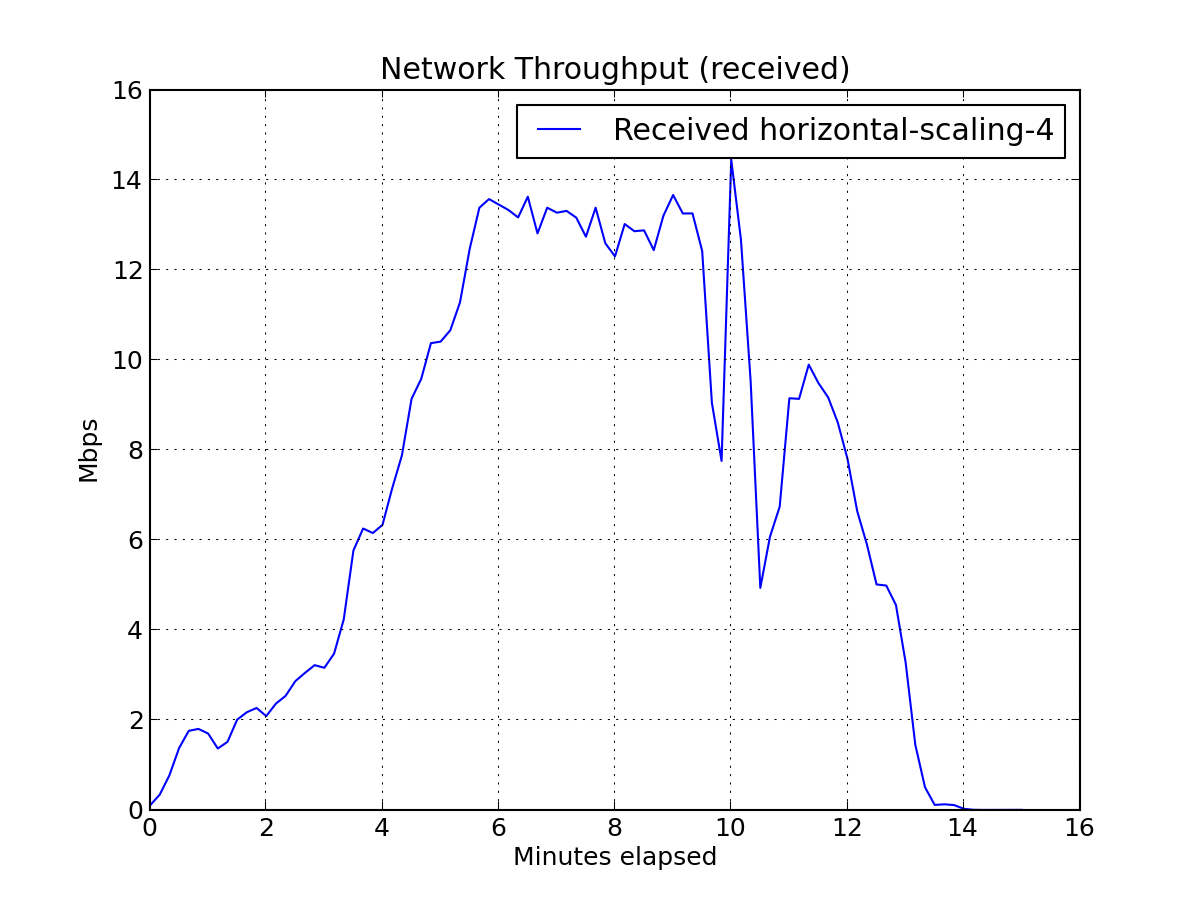 Network Throughput (received)
Received horizontal-scaling-4
16
14
12
10
8
6
4
2
0
Mbps
0 2 4 6 8 10 12 14 16
Minutes elapsed